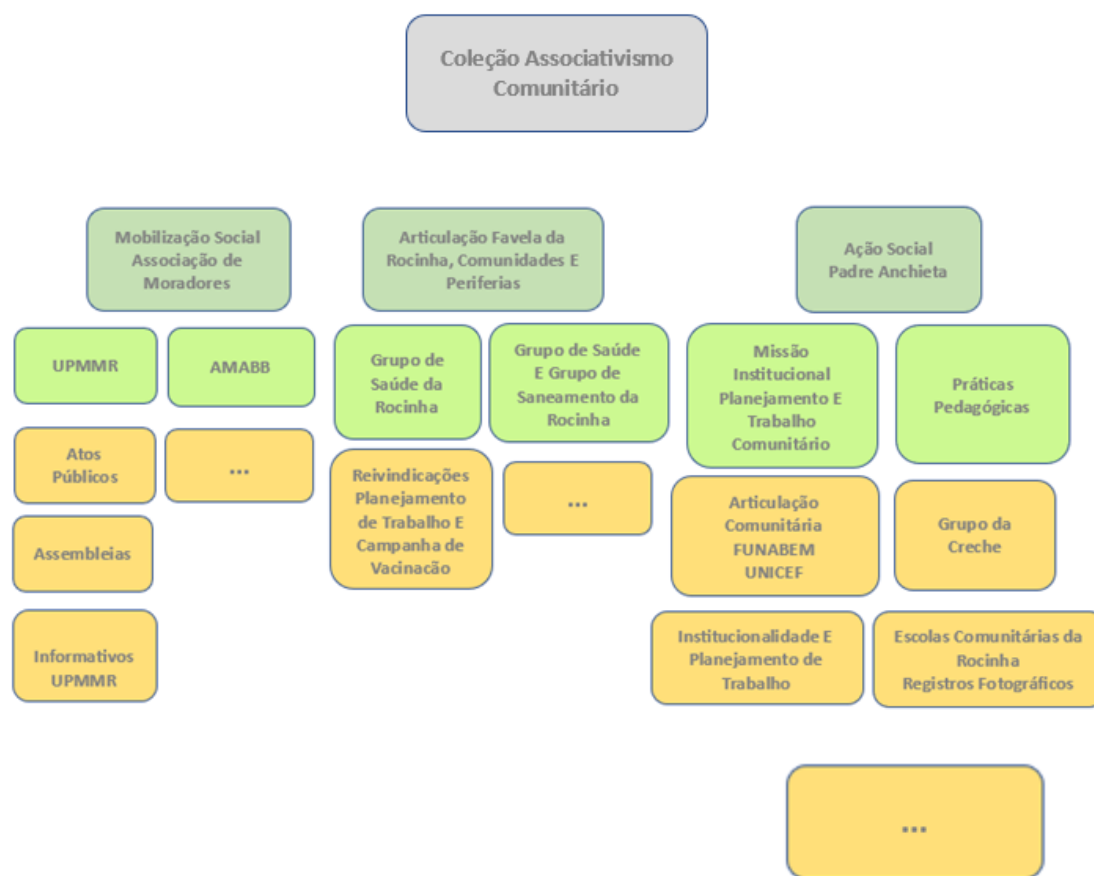 Coleção Associativismo
Comunitário
Mobilização Social
Associação de
Moradores
Articulação Favela da
Rocinha, Comunidades E
Periferias
Ação Social
Padre Anchieta
UPMMR
AMABB
Grupo de
Saúde da
Rocinha
Grupo de Saúde
E Grupo de
Saneamento da
Rocinha
Missão
Institucional
Planejamento E
Trabalho
Comunitário
Práticas
Pedagógicas
Atos
Públicos
...
Reivindicações
Planejamento
de Trabalho E
Campanha de
Vacinacão
...
Articulação
Comunitária
FUNABEM
UNICEF
Grupo da
Creche
Assembleias
Institucionalidade E
Planejamento de
Trabalho
Escolas Comunitárias da
Rocinha
Registros Fotográficos
Informativos
UPMMR
...